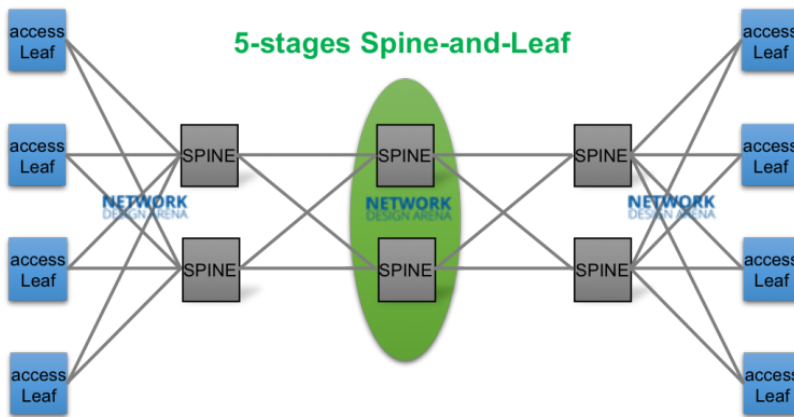 5-stages Spine-and-Leaf
access
Leaf
access
Leaf
access
Leaf
access
Leaf
SPINE
SPINE
NETWORK
DESIGN ARENA
SPINE
SPINE
NETWORK
DESIGN ARENA
SPINE
SPINE
NETWORK
DESIGN ARENA
access
Leaf
access
Leaf
access
Leaf
access
Leaf